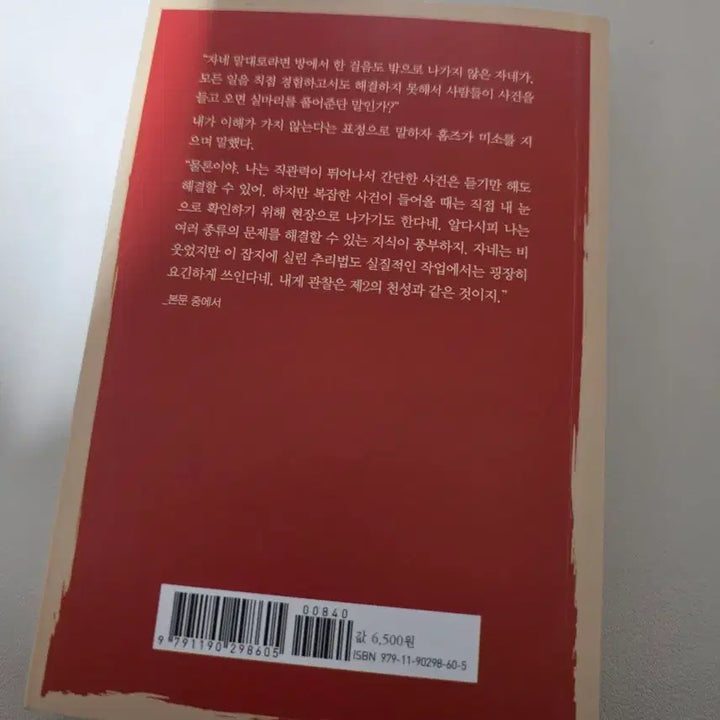 “자네 말대로라면 방에서 한 걸음도 밖으로 나가지 않은 자네가,
모든 일을 직접 경험하고서도 해결하지 못해서 사람들이 사건을
들고 오면 실마리를 풀어준단 말인가?”
내가 이해가 가지 않는다는 표정으로 말하자 홈즈가 미소를 지
으며 말했다.
“물론이야. 나는 직관력이 뛰어나서 간단한 사건은 듣기만 해도
해결할 수 있어. 하지만 복잡한 사건이 들어올 때는 직접 내 눈
으로 확인하기 위해 현장으로 나가기도 한다네. 알다시피 나는
여러 종류의 문제를 해결할 수 있는 지식이 풍부하지. 자네는 비
웃었지만 이 잡지에 실린 추리법도 실질적인 작업에서는 굉장히
요긴하게 쓰인다네. 내게 관찰은 제2의 천성과 같은 것이지.”
_본문 중에서
00840
값 6,500원
9 791190 298605
ISBN 979-11-90298-60-5